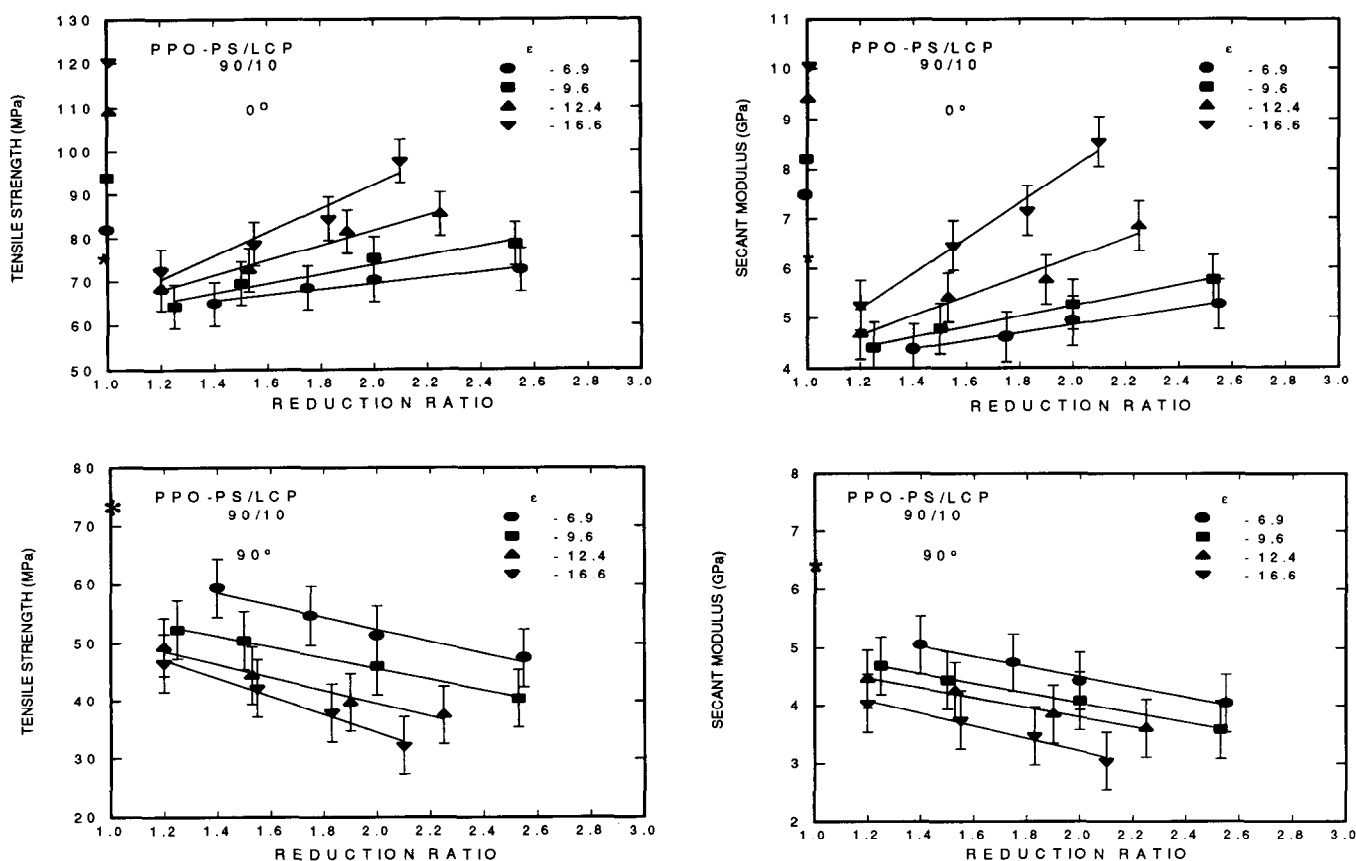 TENSILE STRENGTH (MPa)
130
120
110
100
90
80
70
60
50
PPO-PS/LCP
90/10
0°
ε
- 6.9
- 9.6
- 12.4
- 16.6
1.0 1.2 1.4 1.6 1.8 2.0 2.2 2.4 2.6 2.8 3.0
REDUCTION RATIO
SECANT MODULUS (GPa)
11
10
9
8
7
6
5
4
PPO-PS/LCP
90/10
0°
ε
- 6.9
- 9.6
- 12.4
- 16.6
1.0 1.2 1.4 1.6 1.8 2.0 2.2 2.4 2.6 2.8 3.0
REDUCTION RATIO
TENSILE STRENGTH (MPa)
80
70
60
50
40
30
20
PPO-PS/LCP
90/10
90°
ε
- 6.9
- 9.6
- 12.4
- 16.6
1.0 1.2 1.4 1.6 1.8 2.0 2.2 2.4 2.6 2.8 3.0
REDUCTION RATIO
SECANT MODULUS (GPa)
8
7
6
5
4
3
2
PPO-PS/LCP
90/10
90°
ε
- 6.9
- 9.6
- 12.4
- 16.6
1.0 1.2 1.4 1.6 1.8 2.0 2.2 2.4 2.6 2.8 3.0
REDUCTION RATIO